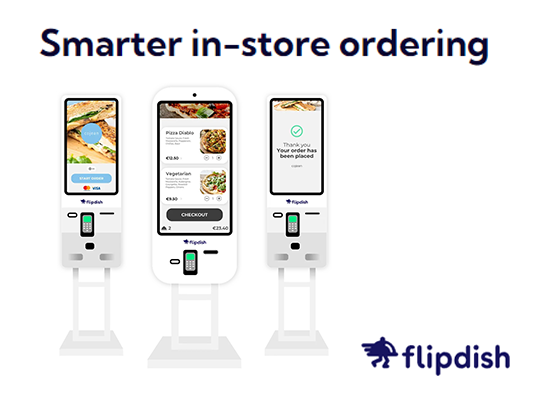 Smarter in-store ordering
START ORDER
VISA
flipdish
Pizza Diablo
€12.50
Vegetarian
€9.50
CHECKOUT
2
€23.40
flipdish
Thank you
Your order has
been placed
flipdish
flipdish